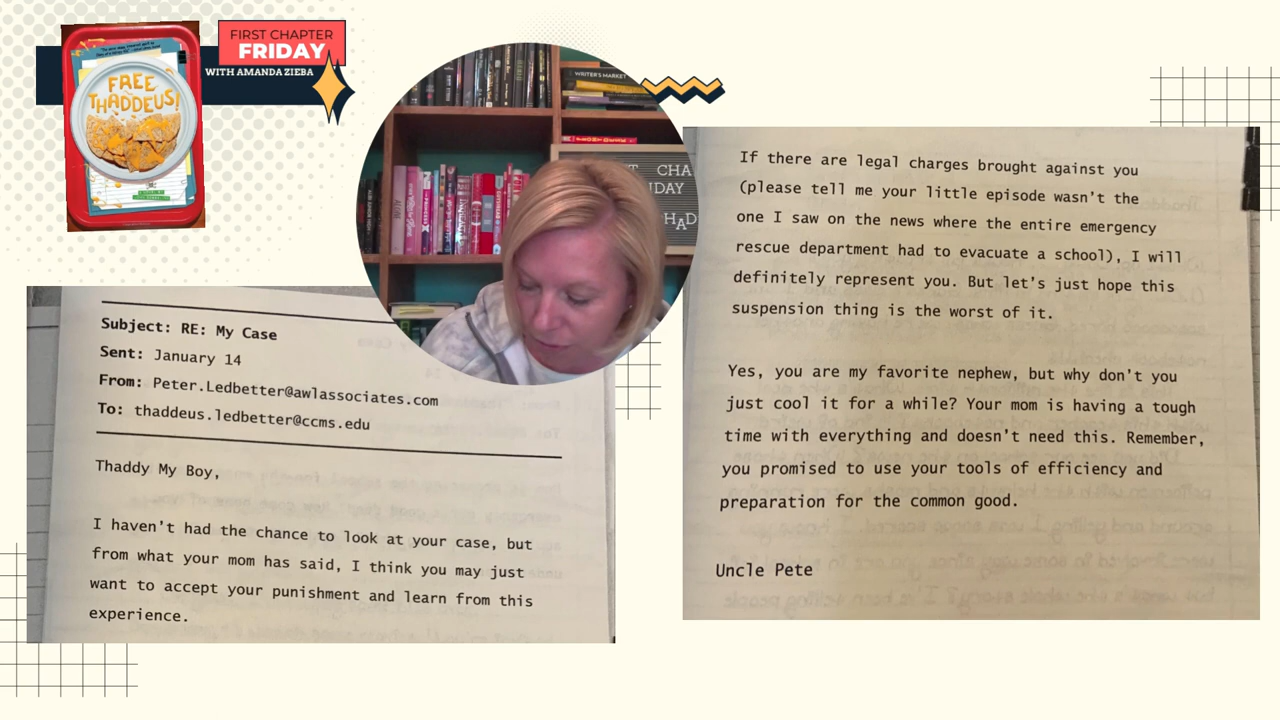 FREE
THADDEUS!
FIRST CHAPTER
FRIDAY
WITH AMANDA ZIEBA
WRITER'S MARKET
CHA
DAY
HAD
Subject: RE: My Case
Sent: January 14
From: Peter.Ledbetter@awlassociates.com
To: thaddeus.ledbetter@ccms.edu
Thaddy My Boy,
I haven't had the chance to look at your case, but
from what your mom has said, I think you may just
want to accept your punishment and learn from this
experience.
If there are legal charges brought against you
(please tell me your little episode wasn't the
one I saw on the news where the entire emergency
rescue department had to evacuate a school), I will
definitely represent you. But let's just hope this
suspension thing is the worst of it.
Yes, you are my favorite nephew, but why don't you
just cool it for a while? Your mom is having a tough
time with everything and doesn't need this. Remember,
you promised to use your tools of efficiency and
preparation for the common good.
Uncle Pete